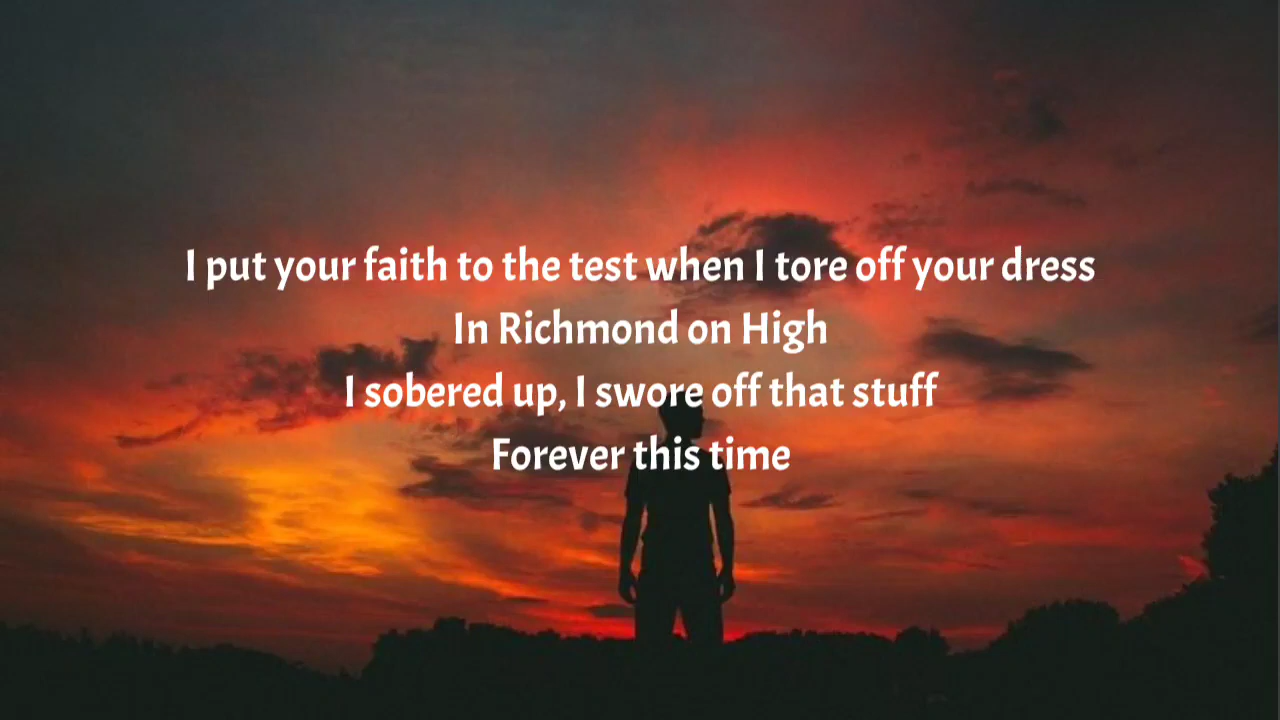 I put your faith to the test when I tore off your dress
In Richmond on High
I sobered up, I swore off that stuff
Forever this time